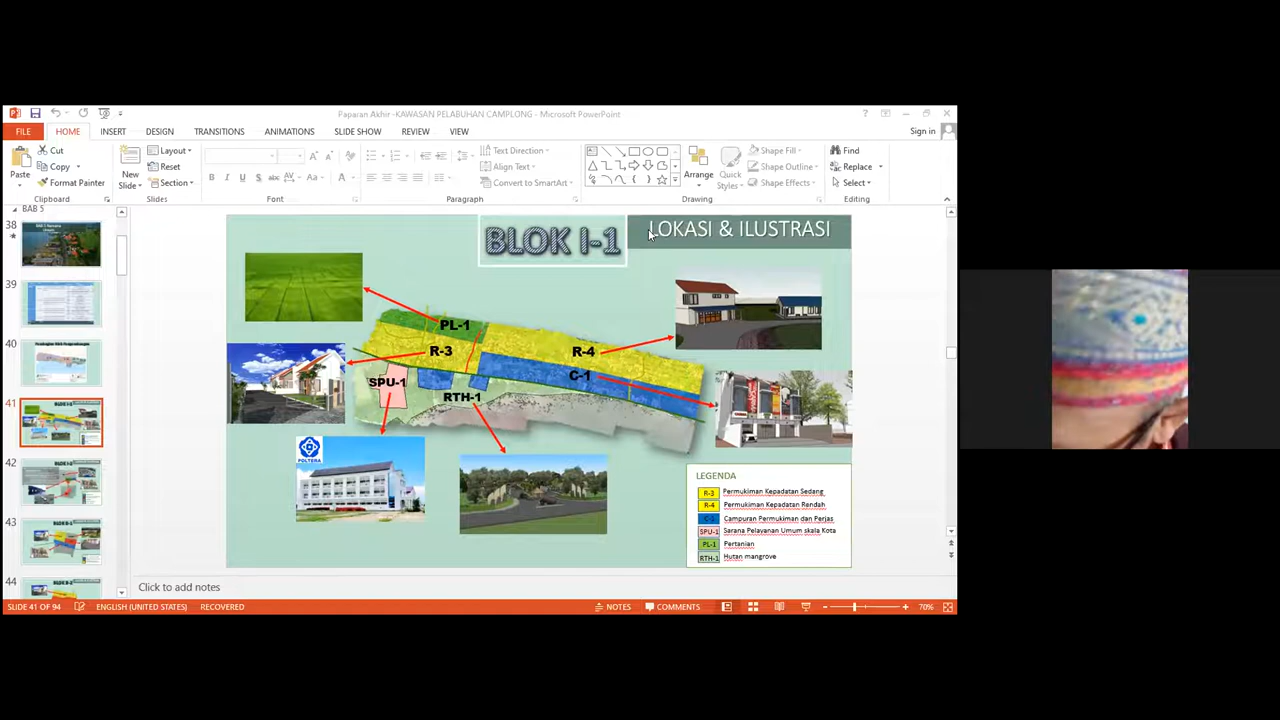 Paparan Akhir -KAWASAN PELABUHAN CAMPLONG - Microsoft PowerPoint
FILE HOME INSERT DESIGN TRANSITIONS ANIMATIONS SLIDE SHOW REVIEW VIEW Sign in
Paste Cut Copy Format Painter
Clipboard
New Slide Layout Reset Section
Slides
Font
Text Direction Align Text Convert to SmartArt
Paragraph
Arrange Quick Styles Shape Fill Shape Outline Shape Effects
Drawing
Find Replace Select
Editing
BAB 5
38
39
40
41
42
43
44
BLOK I-1
LOKASI & ILUSTRASI
PL-1
R-3
R-4
C-1
SPU-1
RTH-1
POLTERA
LEGENDA
R-3 Permukiman Kepadatan Sedang
R-4 Permukiman Kepadatan Rendah
C-1 Campuran Permukiman dan Perjas
SPU-1 Sarana Pelayanan Umum skala Kota
PL-1 Pertanian
RTH-1 Hutan mangrove
Click to add notes
SLIDE 41 OF 94 ENGLISH (UNITED STATES) RECOVERED NOTES COMMENTS 70%